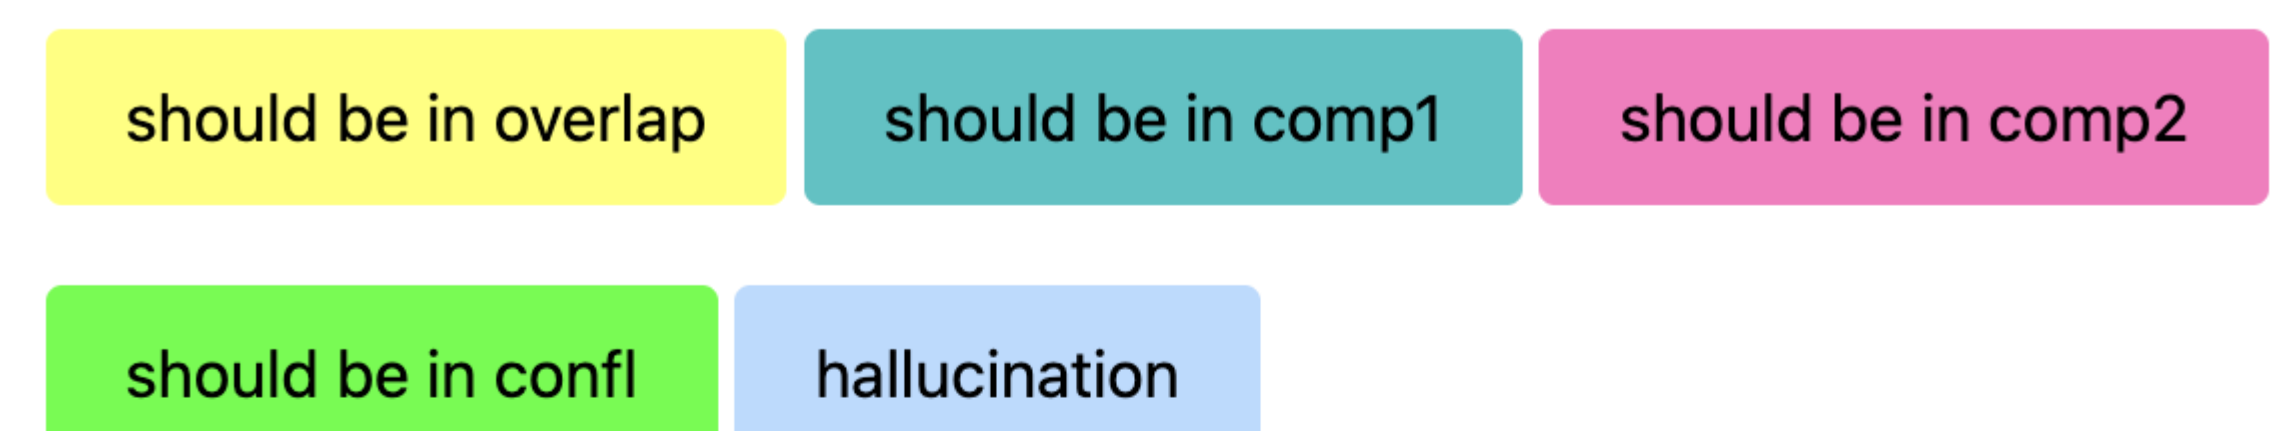 should be in overlap should be in comp1 should be in comp2
should be in confl hallucination